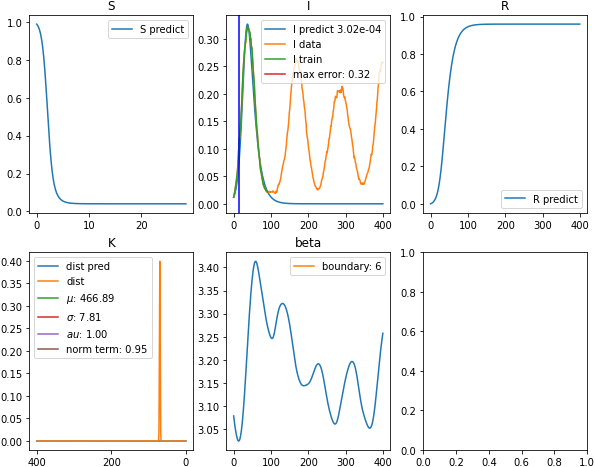 S
I
R
S predict
I predict 3.02e-04
I data
I train
max error: 0.32
R predict
1.0
0.8
0.6
0.4
0.2
0.0
0 10 20
0.30
0.25
0.20
0.15
0.10
0.05
0.00
0 100 200 300 400
1.0
0.8
0.6
0.4
0.2
0.0
0 100 200 300 400
K
beta
dist pred
dist
μ: 466.89
σ: 7.81
au: 1.00
norm term: 0.95
boundary: 6
0.40
0.35
0.30
0.25
0.20
0.15
0.10
0.05
0.00
400 200 0
3.40
3.35
3.30
3.25
3.20
3.15
3.10
3.05
0 100 200 300 400
1.0
0.8
0.6
0.4
0.2
0.0
0.0 0.2 0.4 0.6 0.8 1.0